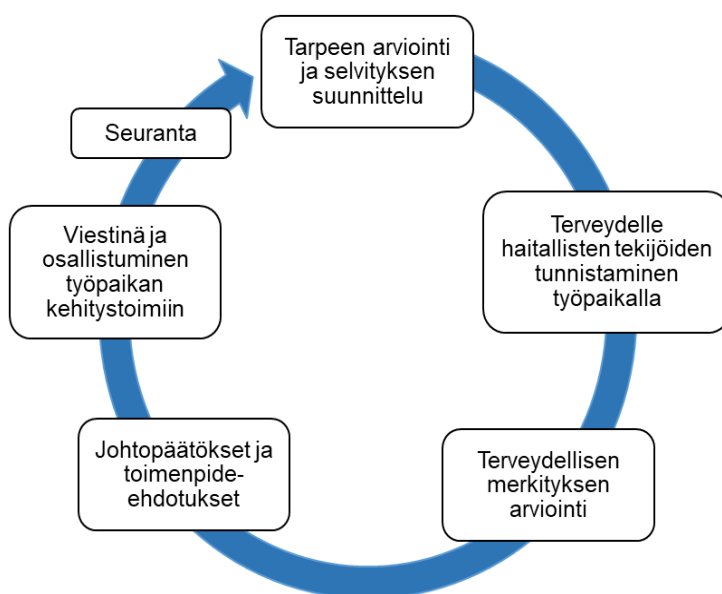 Tarpeen arviointi
ja selvityksen
suunnittelu
Terveydelle
haitallisten tekijöiden
tunnistaminen
työpaikalla
Terveydellisen
merkityksen
arviointi
Johtopäätökset ja
toimenpide-
ehdotukset
Viestinä ja
osallistuminen
työpaikan
kehitystoimiin
Seuranta